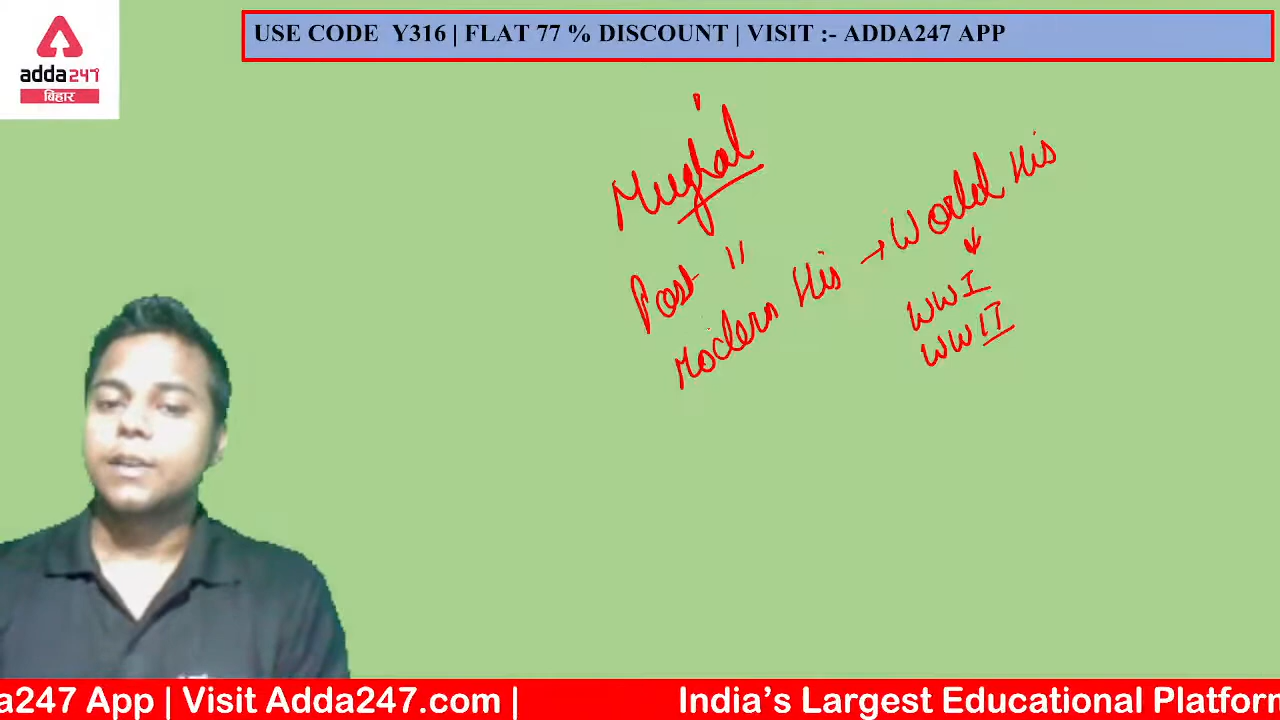 USE CODE Y316 | FLAT 77 % DISCOUNT | VISIT :- ADDA247 APP
adda247
बिहार
Mughal
Post "
Modern His → World His
↓
WW I
WW II
a247 App | Visit Adda247.com | India’s Largest Educational Platform